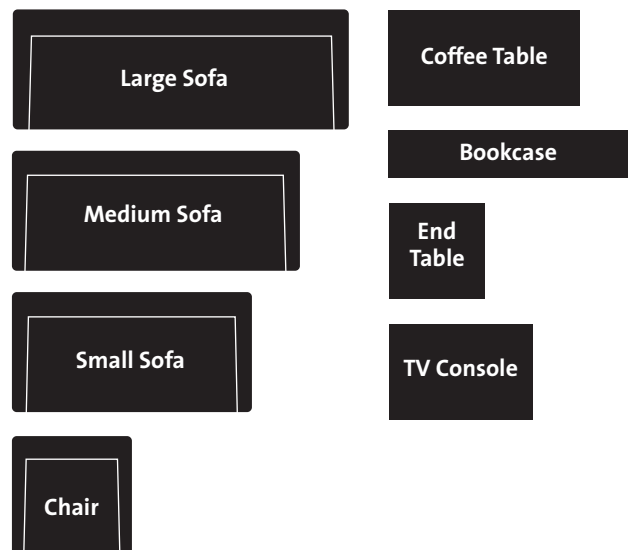 Large Sofa
Medium Sofa
Small Sofa
Chair
Coffee Table
Bookcase
End
Table
TV Console